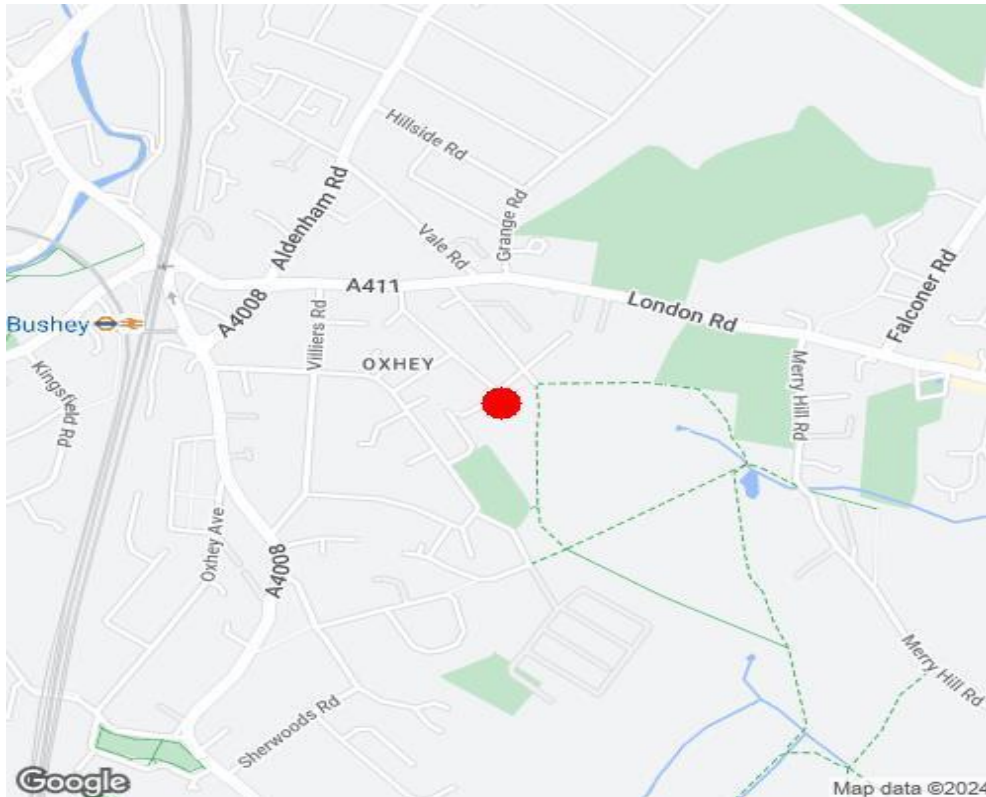 Hillside Rd
Aldenham Rd
Grange Rd
Vale Rd
A411
London Rd
Falconer Rd
Bushey
A4008
Villiers Rd
OXHEY
Merry Hill Rd
Kingsfield Rd
Oxhey Ave
A4008
Merry Hill Rd
Sherwoods Rd
Google
Map data ©2024